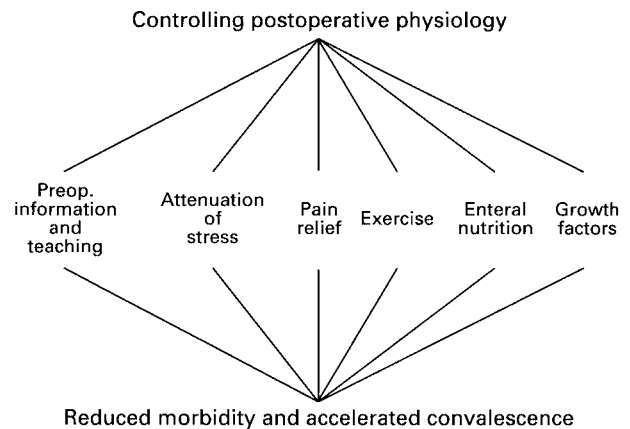 Controlling postoperative physiology
Preop.
information
and
teaching
Attenuation
of
stress
Pain
relief
Exercise
Enteral
nutrition
Growth
factors
Reduced morbidity and accelerated convalescence